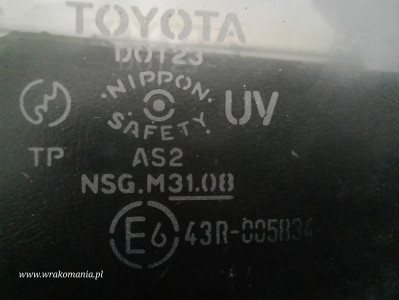 TOYOTA
DOT23
NIPPON
SAFETY
UV
TP
AS2
NSG.M31.08
E6 43R-005834
www.wrakomania.pl